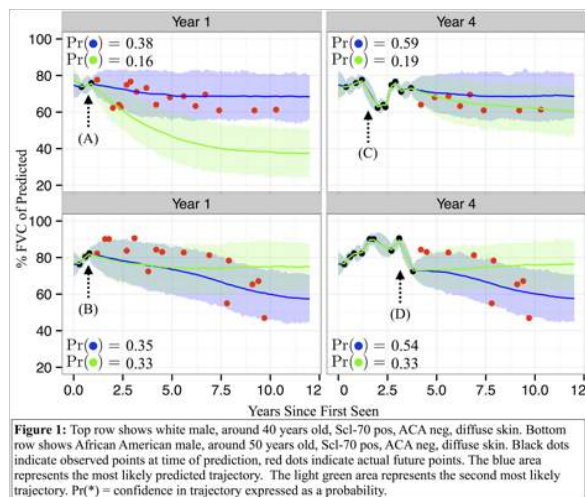 Year 1
Year 4
Pr(●) = 0.38
Pr(●) = 0.16
Pr(●) = 0.59
Pr(●) = 0.19
100
80
60
40
20
(A)
(C)
Year 1
Year 4
% FVC of Predicted
100
80
60
40
20
(B)
(D)
Pr(●) = 0.35
Pr(●) = 0.33
Pr(●) = 0.54
Pr(●) = 0.33
0.0 2.5 5.0 7.5 10.0 12 0.0 2.5 5.0 7.5 10.0 12
Years Since First Seen
Figure 1: Top row shows white male, around 40 years old, Scl-70 pos, ACA neg, diffuse skin. Bottom
row shows African American male, around 50 years old, Scl-70 pos, ACA neg, diffuse skin. Black dots
indicate observed points at time of prediction, red dots indicate actual future points. The blue area
represents the most likely predicted trajectory. The light green area represents the second most likely
trajectory. Pr(*) = confidence in trajectory expressed as a probability.